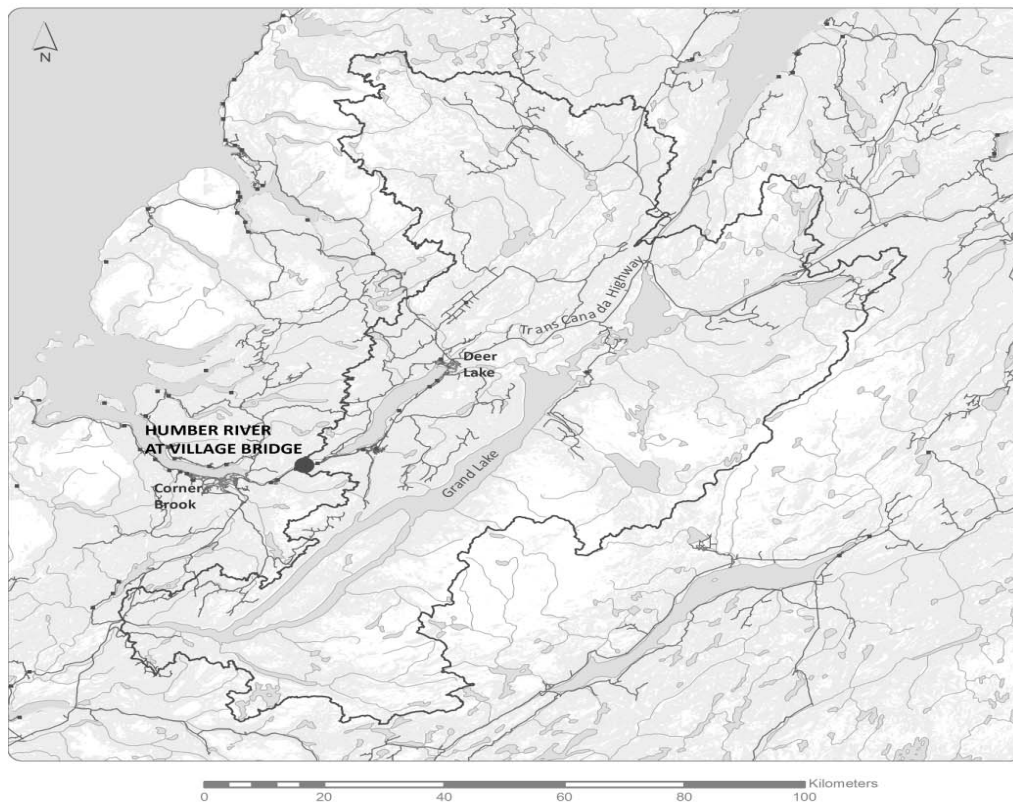 N
Trans Canada Highway
Deer
Lake
HUMBER RIVER
AT VILLAGE BRIDGE
Grand Lake
Corner
Brook
Kilometers
0 20 40 60 80 100